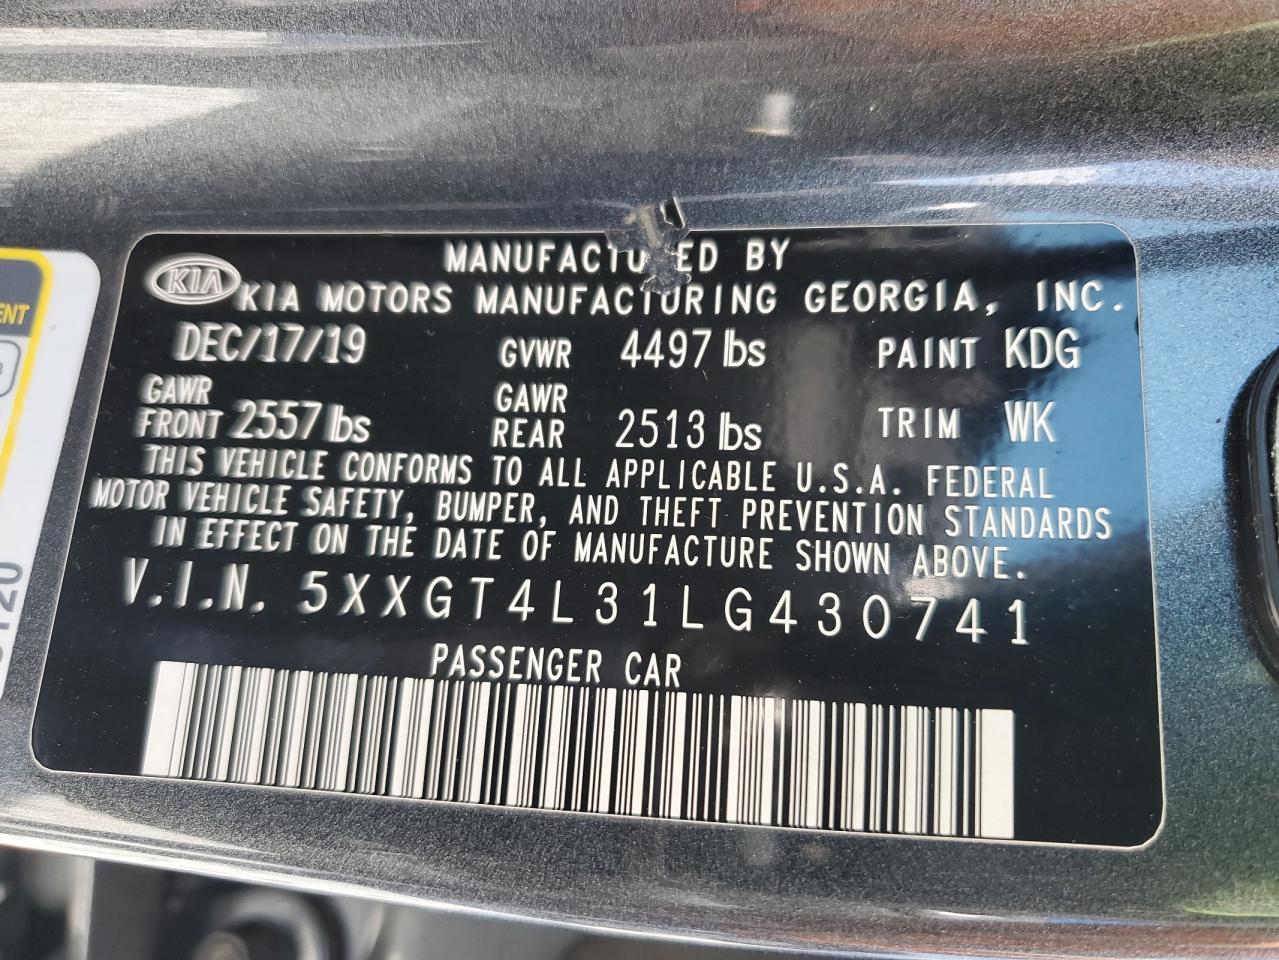 MANUFACTURED BY
KIA KIA MOTORS MANUFACTURING GEORGIA, INC.
DEC/17/19 GVWR 4497 lbs PAINT KDG
GAWR FRONT 2557 lbs GAWR REAR 2513 lbs TRIM WK
THIS VEHICLE CONFORMS TO ALL APPLICABLE U.S.A. FEDERAL
MOTOR VEHICLE SAFETY, BUMPER, AND THEFT PREVENTION STANDARDS
IN EFFECT ON THE DATE OF MANUFACTURE SHOWN ABOVE.
V.I.N. 5XXGT4L31LG430741
PASSENGER CAR